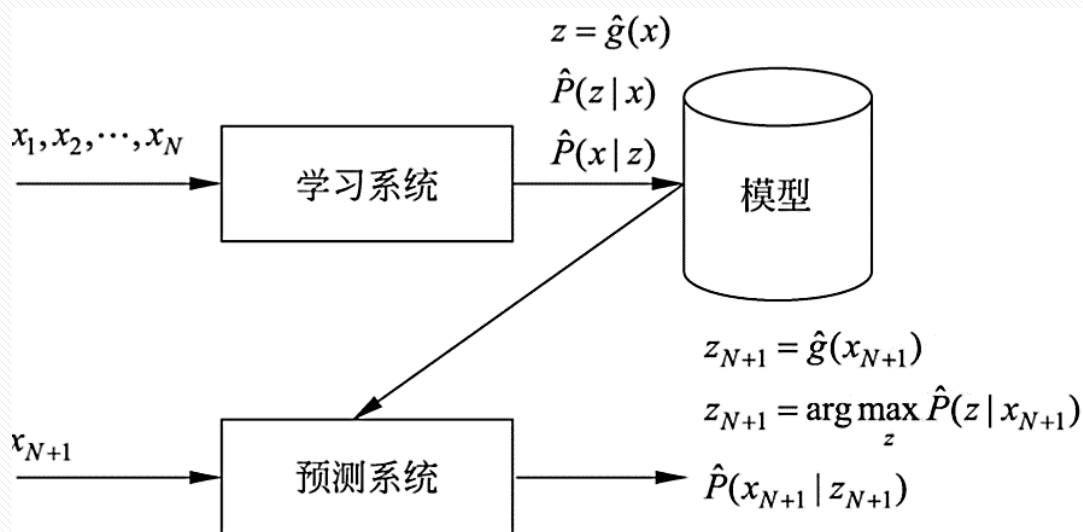 z = ĝ(x)
P̂(z|x)
P̂(x|z)
x₁, x₂, ⋯, x_N
学习系统
模型
x_{N+1}
预测系统
z_{N+1} = ĝ(x_{N+1})
z_{N+1} = arg max_z P̂(z|x_{N+1})
P̂(x_{N+1}|z_{N+1})